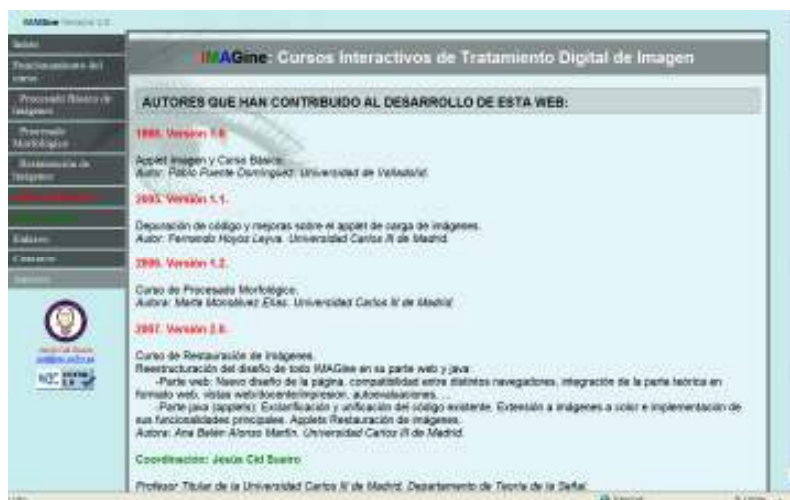 IMAGine Version 2.0
Inicio
Funcionamiento del
curso
Procesado Básico de
Imágenes
Procesado
Morfológico
Restauración de
Imágenes
Enlaces
Contacto
IMAGine: Cursos Interactivos de Tratamiento Digital de Imagen
AUTORES QUE HAN CONTRIBUIDO AL DESARROLLO DE ESTA WEB:
Versión 1.0.
Applet Imagen y Curso Básico.
Autor: Pablo Puente Domínguez. Universidad de Valladolid.
Versión 1.1.
Depuración de código y mejoras sobre el applet de carga de imágenes.
Autor: Fernando Hoyos Leyva. Universidad Carlos III de Madrid.
2006. Versión 1.2.
Curso de Procesado Morfológico.
Autora: Marta Elías. Universidad Carlos III de Madrid
2007. Versión 2.0.
Curso de Restauración de Imágenes.
Reestructuración del diseño de todo IMAGine en su parte web y java:
-Parte web: Nuevo diseño de la página, compatibilidad entre distintos navegadores, integración de la parte teórica en
formato web, vistas web/docente/impresion, autoevaluaciones, ...
-Parte java (applets): y unificación del código existente. Extensión a imágenes a color e implementación de
sus funcionalidades principales. Applets Restauración de imágenes.
Autora: Ana Belén Alonso Martín. Universidad Carlos III de Madrid.
Coordinación: Jesús Cid Sueiro
Profesor Titular de la Universidad Carlos III de Madrid. Departamento de Teoría de la Señal.